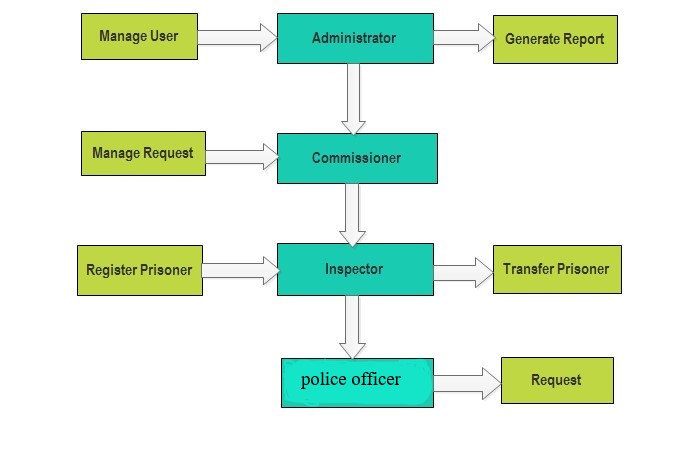 Manage User
Administrator
Generate Report
Manage Request
Commissioner
Register Prisoner
Inspector
Transfer Prisoner
police officer
Request